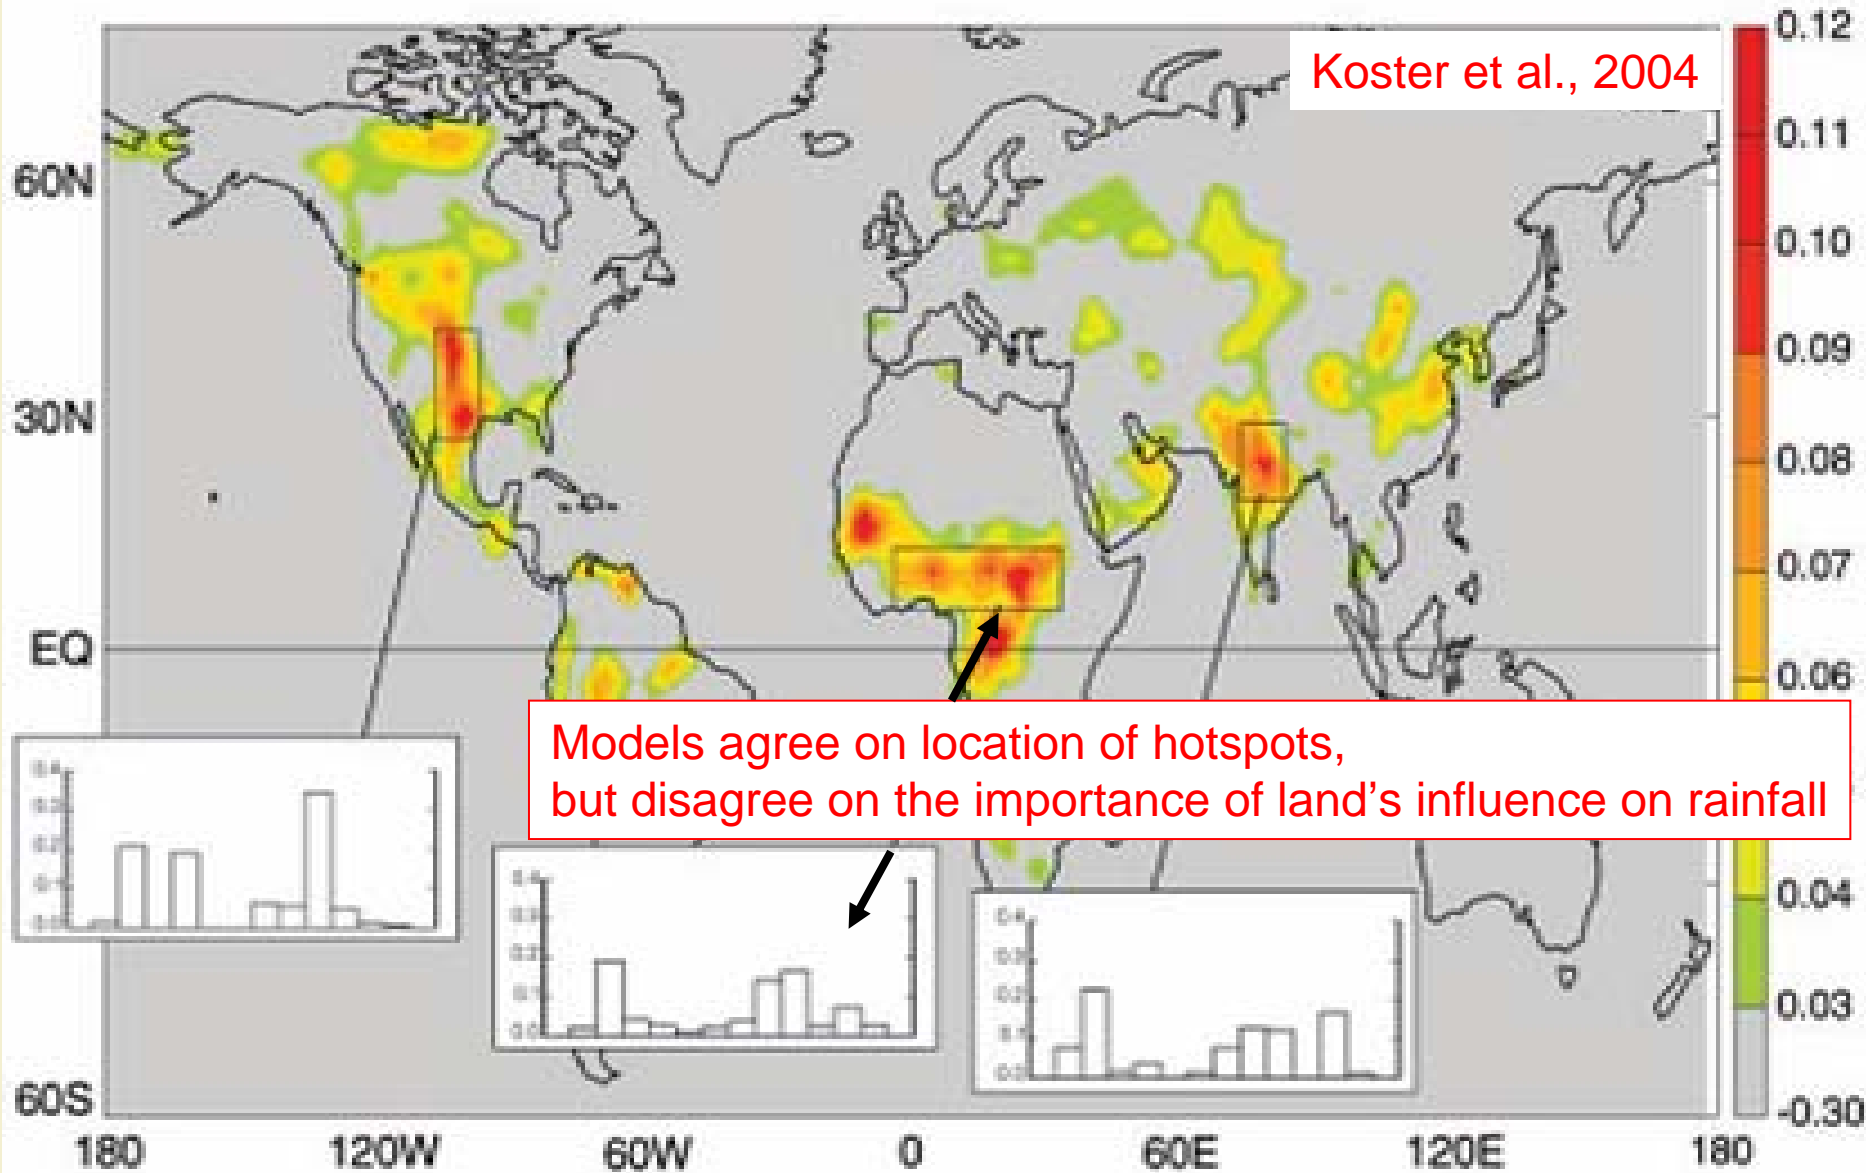 Koster et al., 2004
0.12
0.11
0.10
0.09
0.08
0.07
0.06
0.04
0.03
-0.30
60N
30N
EQ
60S
Models agree on location of hotspots,
but disagree on the importance of land's influence on rainfall
180 120W 60W 0 60E 120E 180